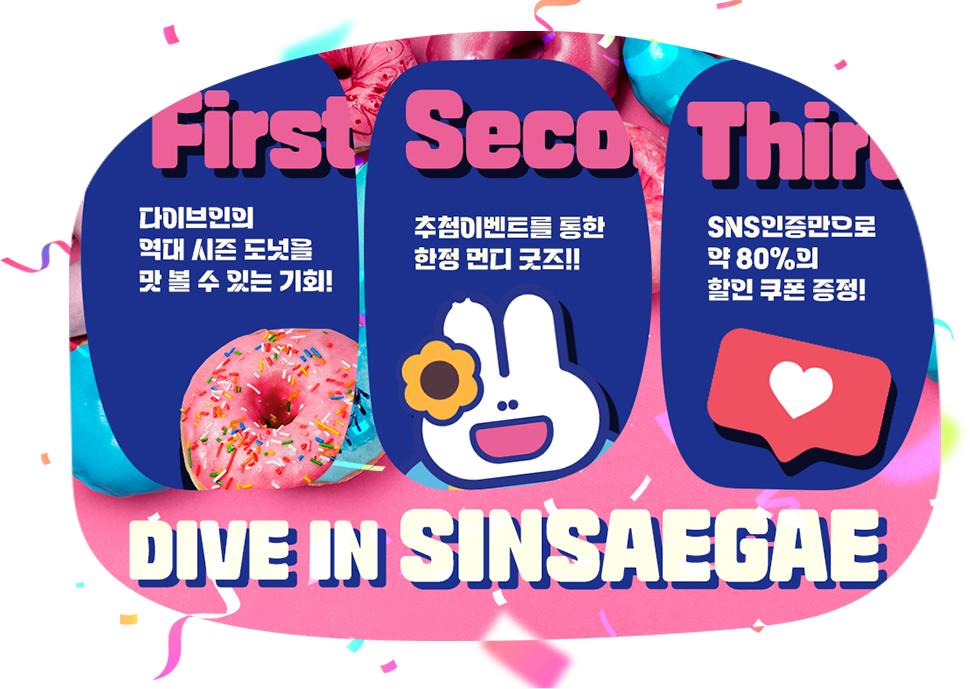 First
다이브인의
역대 시즌 도넛을
맛 볼 수 있는 기회!
Seco
추첨이벤트를 통한
한정 먼디 굿즈!!
Third
SNS인증만으로
약 80%의
할인 쿠폰 증정!
DIVE IN SINSAEGAE